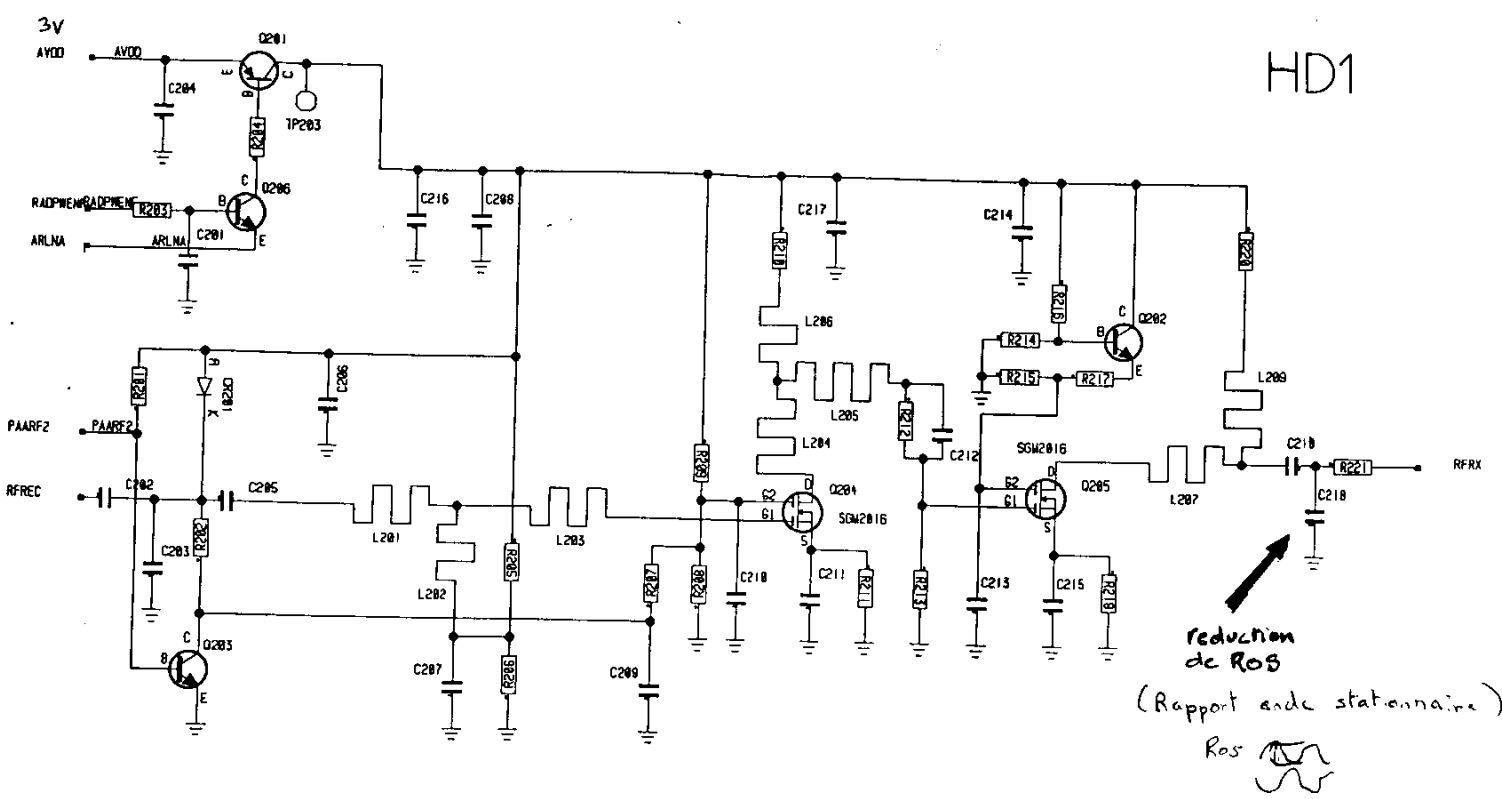 3V
AVDD
AVDD
Q201
HD1
E
C
B
C204
TP203
R204
C
Q206
RADPWENF
RADPWENF
R203
B
C201
E
ARLNA
ARLNA
C216
C208
C217
C214
R210
R220
R216
C
Q202
B
E
L206
R214
R215
R217
A
CR201
K
R201
C206
L205
R212
C212
L204
L209
PAARF2
PAARF2
RFREC
C202
C205
R209
D
Q204
G2
G1
S
SGM2016
SGM2016
D
Q205
G2
G1
S
L207
C210
R221
RFRX
C218
L201
L203
C203
R202
R205
L202
R207
R208
C210
C211
R211
R213
C213
C215
R219
C
Q203
B
E
C207
R206
C209
reduction
de ROS
(Rapport onde stationnaire)
Ros